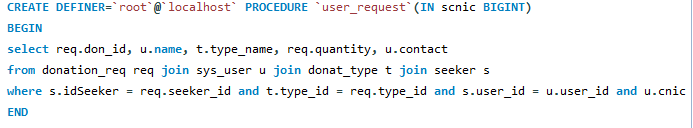 CREATE DEFINER=`root`@`localhost` PROCEDURE `user_request`(IN scnic BIGINT)
BEGIN
select req.don_id, u.name, t.type_name, req.quantity, u.contact
from donation_req req join sys_user u join donat_type t join seeker s
where s.idSeeker = req.seeker_id and t.type_id = req.type_id and s.user_id = u.user_id and u.cnic
END